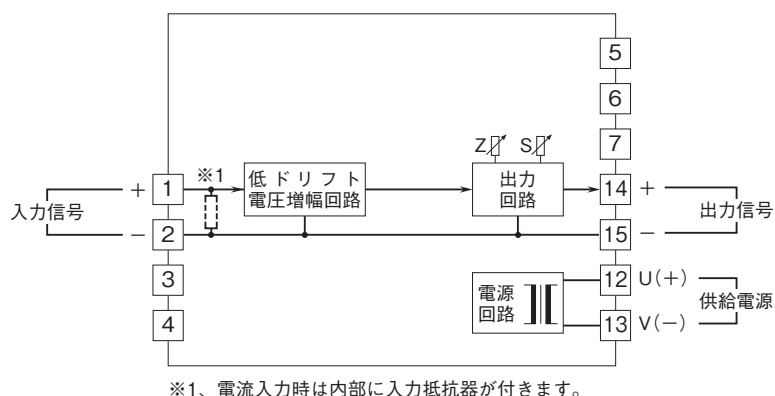 5
6
7
Z
S
※1
1
低ドリフト
電圧増幅回路
出力
回路
14
+
+
入力信号
出力信号
−
2
15
−
3
12
U(+)
電源
回路
供給電源
4
13
V(−)
※1、電流入力時は内部に入力抵抗器が付きます。